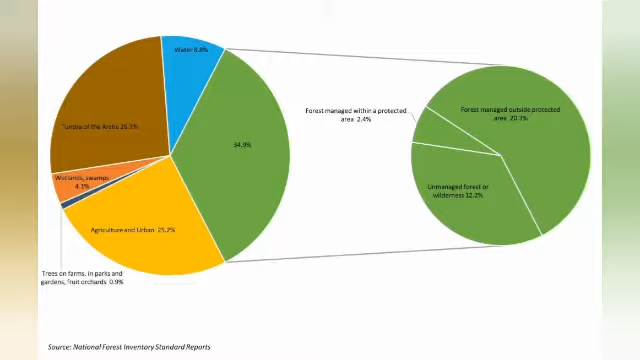 Water 8.8%
34.9%
Tundra of the Arctic 26.1%
Wetlands, swamps
4.1%
Agriculture and Urban 25.2%
Trees on farms, in parks and
gardens, fruit orchards 0.9%
Forest managed within a protected
area 2.4%
Forest managed outside protected
area 20.3%
Unmanaged forest or
wilderness 12.2%
Source: National Forest Inventory Standard Reports